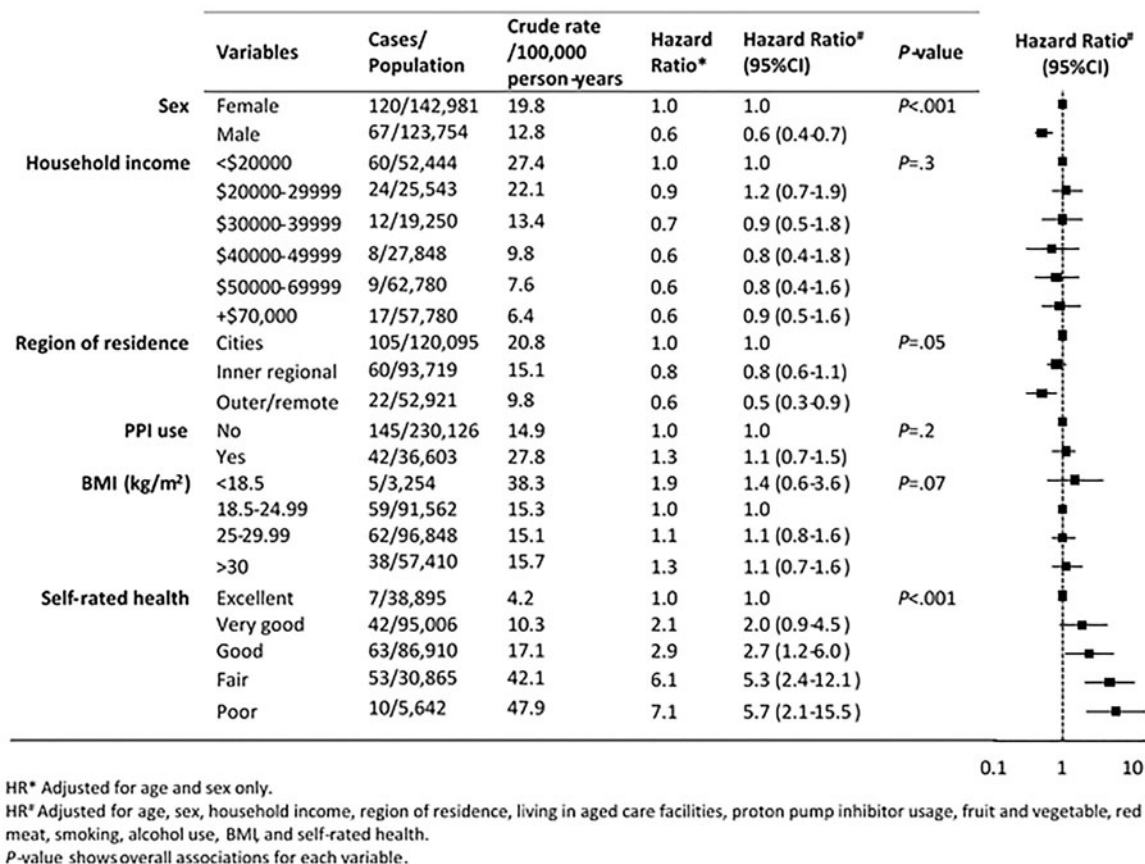 Variables Cases/ Population Crude rate /100,000 person-years Hazard Ratio* Hazard Ratio# (95%CI) P-value Hazard Ratio# (95%CI)
Sex Female 120/142,981 19.8 1.0 1.0 P<.001
Male 67/123,754 12.8 0.6 0.6 (0.4-0.7)
Household income <$20000 60/52,444 27.4 1.0 1.0 P=.3
$20000-29999 24/25,543 22.1 0.9 1.2 (0.7-1.9)
$30000-39999 12/19,250 13.4 0.7 0.9 (0.5-1.8)
$40000-49999 8/27,848 9.8 0.6 0.8 (0.4-1.8)
$50000-69999 9/62,780 7.6 0.6 0.8 (0.4-1.6)
+$70,000 17/57,780 6.4 0.6 0.9 (0.5-1.6)
Region of residence Cities 105/120,095 20.8 1.0 1.0 P=.05
Inner regional 60/93,719 15.1 0.8 0.8 (0.6-1.1)
Outer/remote 22/52,921 9.8 0.6 0.5 (0.3-0.9)
PPI use No 145/230,126 14.9 1.0 1.0 P=.2
Yes 42/36,603 27.8 1.3 1.1 (0.7-1.5)
BMI (kg/m²) <18.5 5/3,254 38.3 1.9 1.4 (0.6-3.6) P=.07
18.5-24.99 59/91,562 15.3 1.0 1.0
25-29.99 62/96,848 15.1 1.1 1.1 (0.8-1.6)
>30 38/57,410 15.7 1.3 1.1 (0.7-1.6)
Self-rated health Excellent 7/38,895 4.2 1.0 1.0 P<.001
Very good 42/95,006 10.3 2.1 2.0 (0.9-4.5)
Good 63/86,910 17.1 2.9 2.7 (1.2-6.0)
Fair 53/30,865 42.1 6.1 5.3 (2.4-12.1)
Poor 10/5,642 47.9 7.1 5.7 (2.1-15.5)
0.1 1 10
HR* Adjusted for age and sex only.
HR# Adjusted for age, sex, household income, region of residence, living in aged care facilities, proton pump inhibitor usage, fruit and vegetable, red
meat, smoking, alcohol use, BMI, and self-rated health.
P-value shows overall associations for each variable.